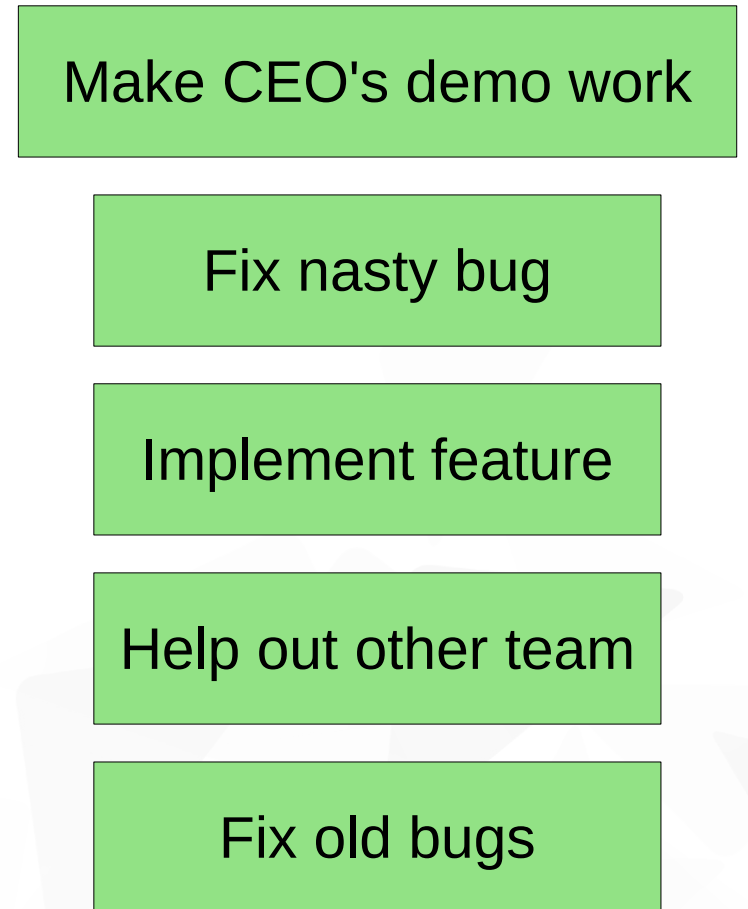 Make CEO's demo work
Fix nasty bug
Implement feature
Help out other team
Fix old bugs